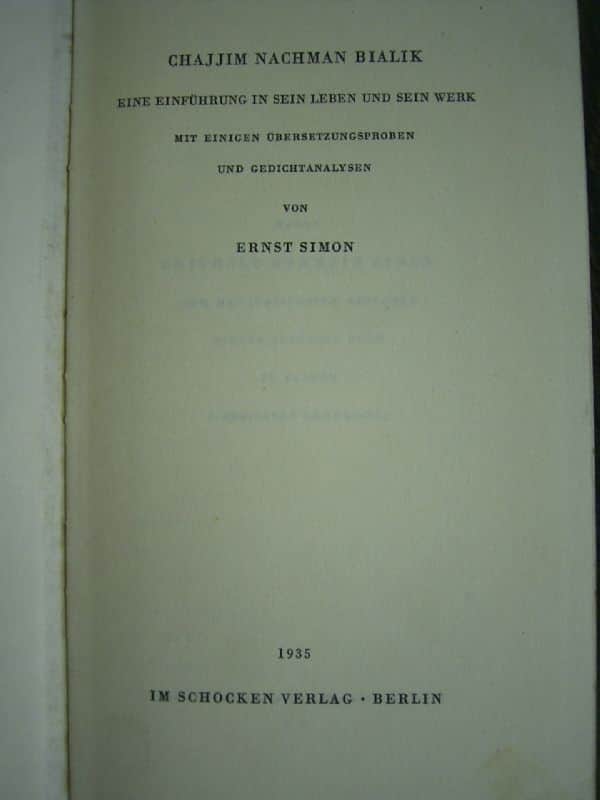 CHAJJIM NACHMAN BIALIK
EINE EINFÜHRUNG IN SEIN LEBEN UND SEIN WERK
MIT EINIGEN ÜBERSETZUNGSPROBEN
UND GEDICHTANALYSEN
VON
ERNST SIMON
1935
IM SCHOCKEN VERLAG · BERLIN